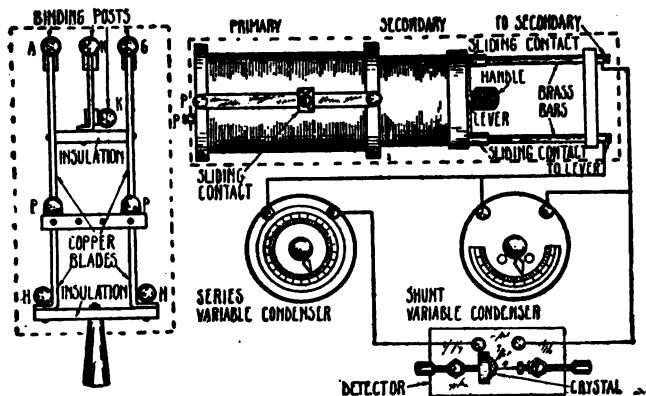 BINDING POSTS
A
G
K
INSULATION
P P
COPPER
BLADES
H H
INSULATION
PRIMARY
SECONDARY
TO SECONDARY
SLIDING CONTACT
HANDLE
BRASS
BARS
LEVER
P
P
SLIDING CONTACT
TO LEVER
SLIDING
CONTACT
SERIES
VARIABLE CONDENSER
SHUNT
VARIABLE CONDENSER
DETECTOR
CRYSTAL